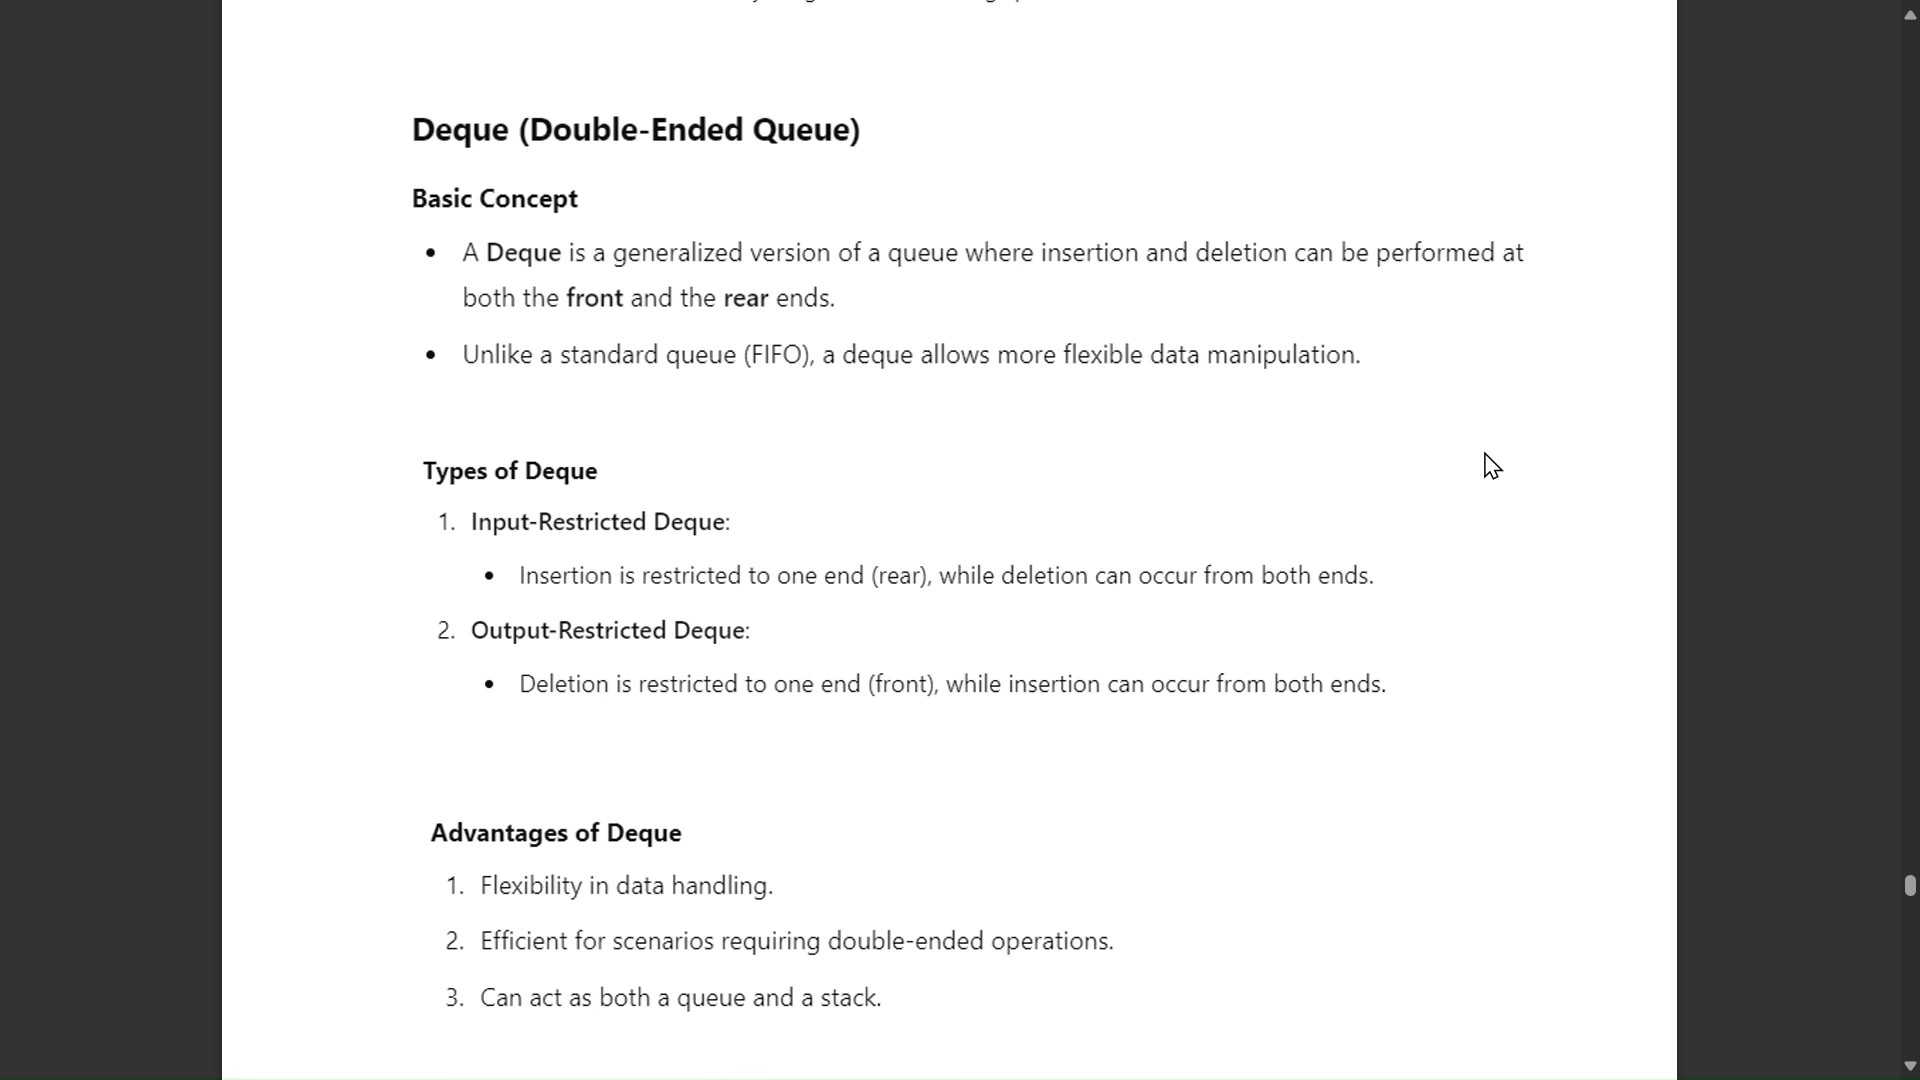 Deque (Double-Ended Queue)
Basic Concept
• A Deque is a generalized version of a queue where insertion and deletion can be performed at
both the front and the rear ends.
• Unlike a standard queue (FIFO), a deque allows more flexible data manipulation.
Types of Deque
1. Input-Restricted Deque:
• Insertion is restricted to one end (rear), while deletion can occur from both ends.
2. Output-Restricted Deque:
• Deletion is restricted to one end (front), while insertion can occur from both ends.
Advantages of Deque
1. Flexibility in data handling.
2. Efficient for scenarios requiring double-ended operations.
3. Can act as both a queue and a stack.